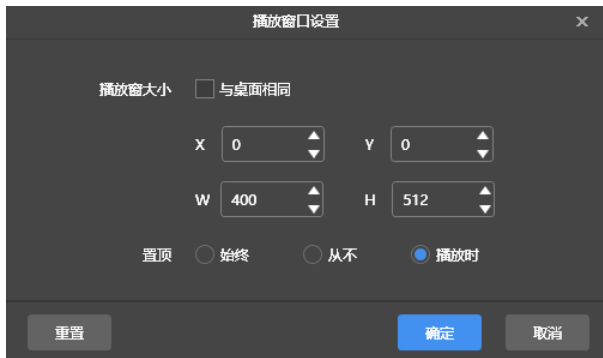 播放窗口设置
播放窗大小 与桌面相同
X 0 Y 0
W 400 H 512
置顶 始终 从不 播放时
重置 确定 取消